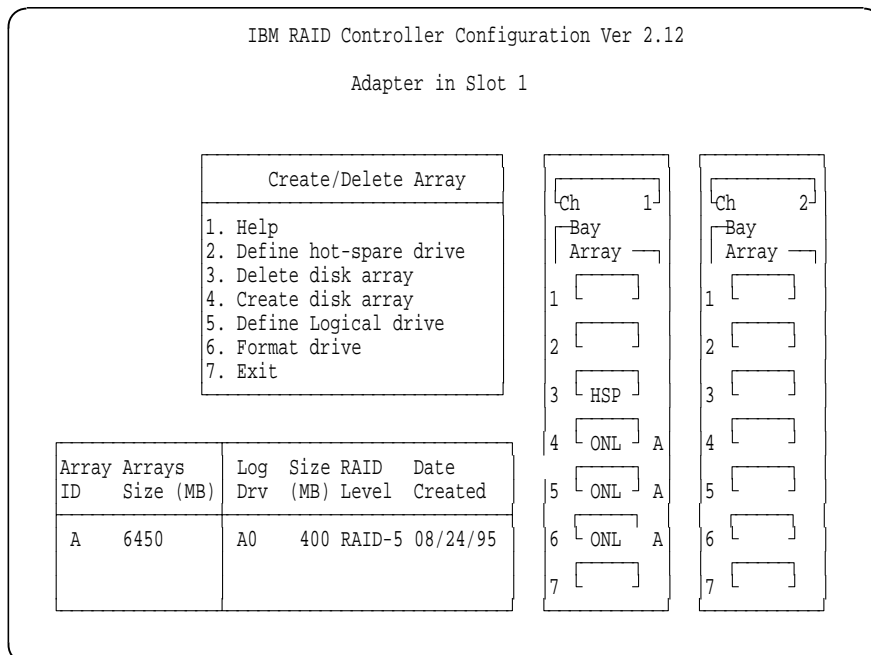 IBM RAID Controller Configuration Ver 2.12
Adapter in Slot 1
Create/Delete Array
1. Help
2. Define hot-spare drive
3. Delete disk array
4. Create disk array
5. Define Logical drive
6. Format drive
7. Exit
Ch 1
Bay
Array
1
2
3 HSP
4 ONL A
5 ONL A
6 ONL A
7
Ch 2
Bay
Array
1
2
3
4
5
6
7
Array Arrays Log Size RAID Date
ID Size (MB) Drv (MB) Level Created
A 6450 A0 400 RAID-5 08/24/95